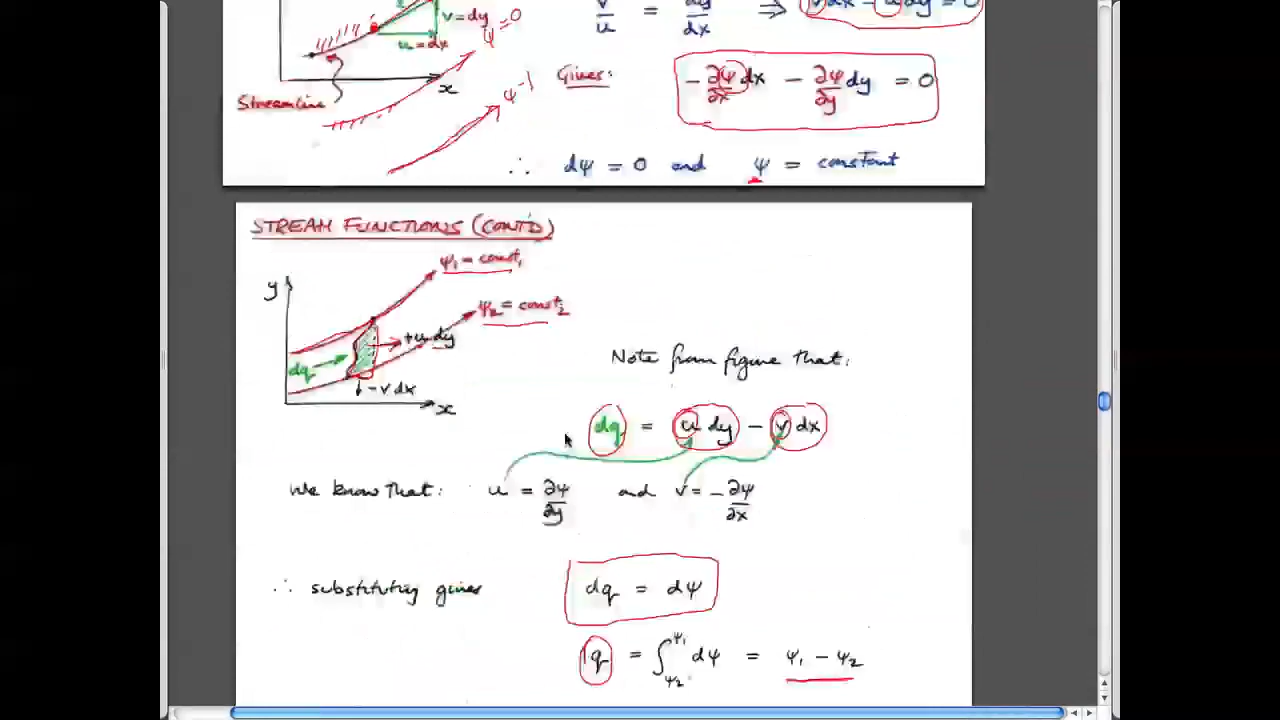 v/u = dy/dx ⇒ vdx - udy = 0
v = dy
u = dx
ψ = 0
x
Streamline
ψ-1
Gives:
- ∂ψ/∂x dx - ∂ψ/∂y dy = 0
∴ dψ = 0 and ψ = constant
STREAM FUNCTIONS (CONT'D)
ψ₁ = const₁
y
ψ₂ = const₂
+u dy
dq
- v dx
x
Note from figure that:
dq = u dy - v dx
We know that: u = ∂ψ/∂y and v = - ∂ψ/∂x
∴ substituting gives dq = dψ
q = ∫ψ₂^ψ₁ dψ = ψ₁ - ψ₂